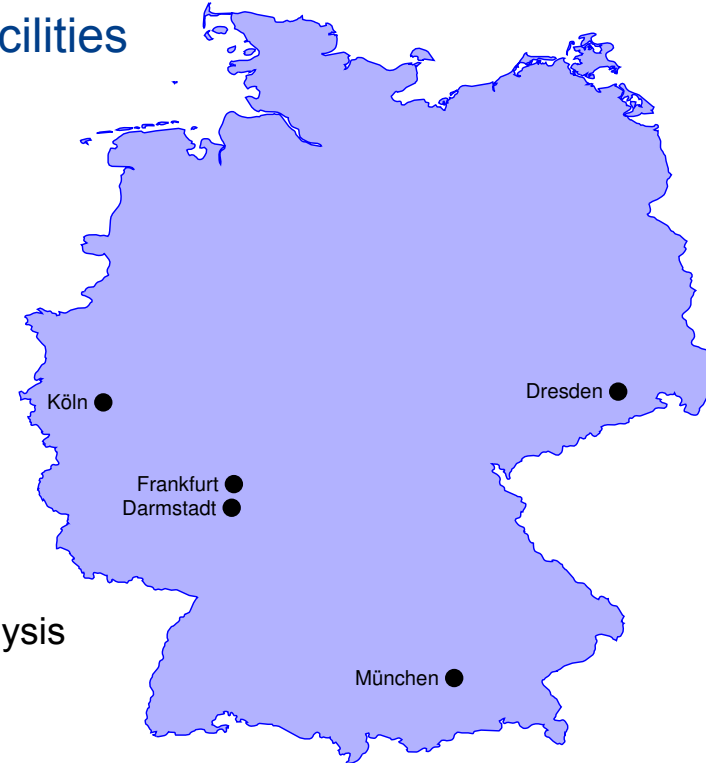 cilities
Dresden
Köln
Frankfurt
Darmstadt
ysis
München